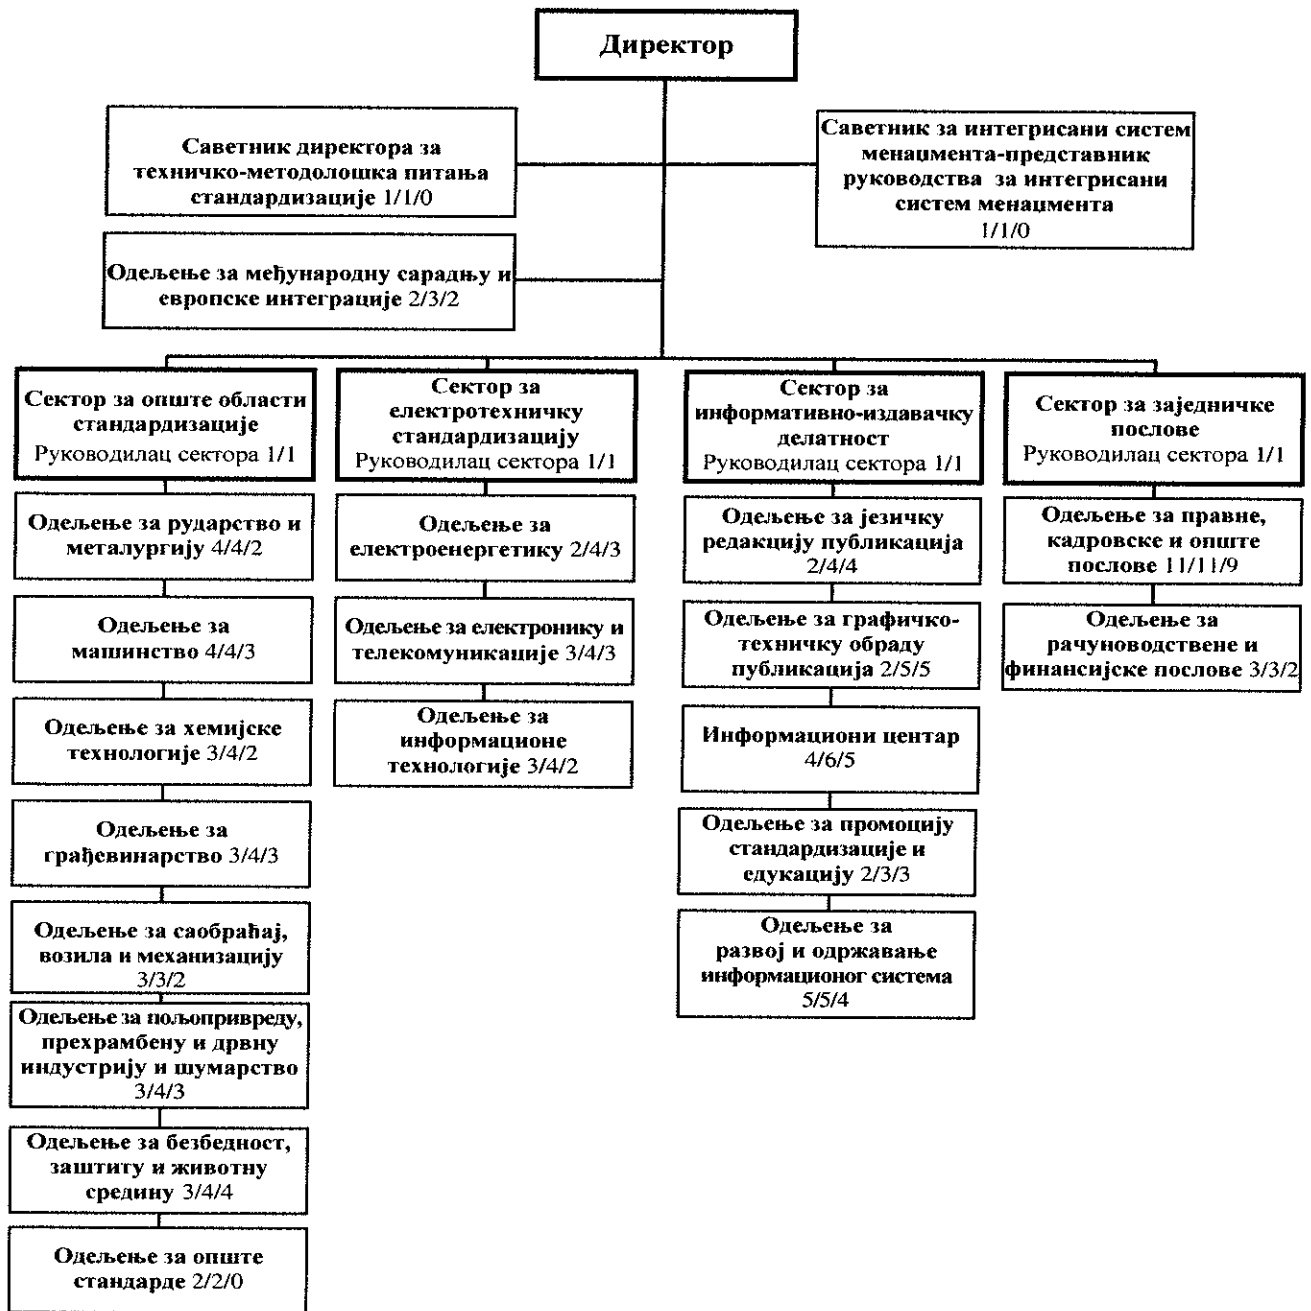 Директор
Саветник директора за
техничко-методолошка питања
стандардизације 1/1/0
Саветник за интегрисани систем
менаџмента-представник
руководства за интегрисани
систем менаџмента
1/1/0
Одељење за међународну сарадњу и
европске интеграције 2/3/2
Сектор за опште области
стандардизације
Руководилац сектора 1/1
Одељење за рударство и
металургију 4/4/2
Одељење за
машинство 4/4/3
Одељење за хемијске
технологије 3/4/2
Одељење за
грађевинарство 3/4/3
Одељење за саобраћај,
возила и механизацију
3/3/2
Одељење за пољопривреду,
прехрамбену и дрвну
индустрију и шумарство
3/4/3
Одељење за безбедност,
заштиту и животну
средину 3/4/4
Одељење за опште
стандарде 2/2/0
Сектор за
електротехничку
стандардизацију
Руководилац сектора 1/1
Одељење за
електроенергетику 2/4/3
Одељење за електронику и
телекомуникације 3/4/3
Одељење за
информационе
технологије 3/4/2
Сектор за
информативно-издавачку
делатност
Руководилац сектора 1/1
Одељење за језичку
редакцију публикација
2/4/4
Одељење за графичко-
техничку обраду
публикација 2/5/5
Информациони центар
4/6/5
Одељење за промоцију
стандардизације и
едукацију 2/3/3
Одељење за
развој и одржавање
информационог система
5/5/4
Сектор за заједничке
послове
Руководилац сектора 1/1
Одељење за правне,
кадровске и опште
послове 11/11/9
Одељење за
рачуноводствене и
финансијске послове 3/3/2